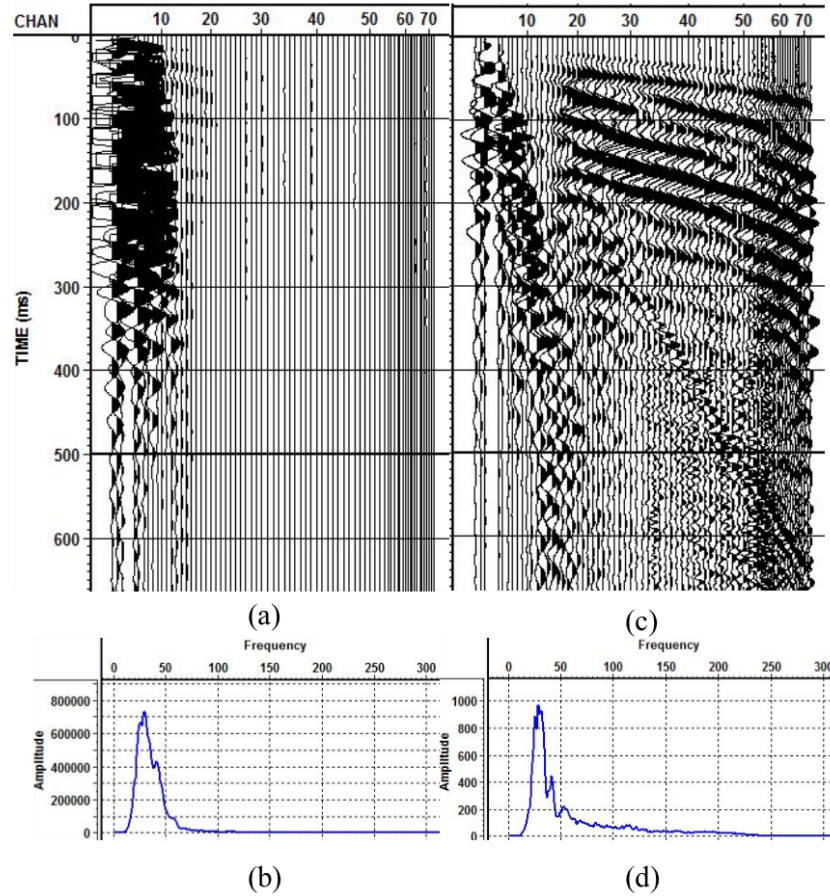 CHAN 10 20 30 40 50 60 70 10 20 30 40 50 60 70
0
100
200
300
400
500
600
TIME (ms)
(a) (c)
Frequency Frequency
0 50 100 150 200 250 300 0 50 100 150 200 250 300
800000 1000
600000 800
400000 600
200000 400
0 200
0
Amplitude Amplitude
(b) (d)